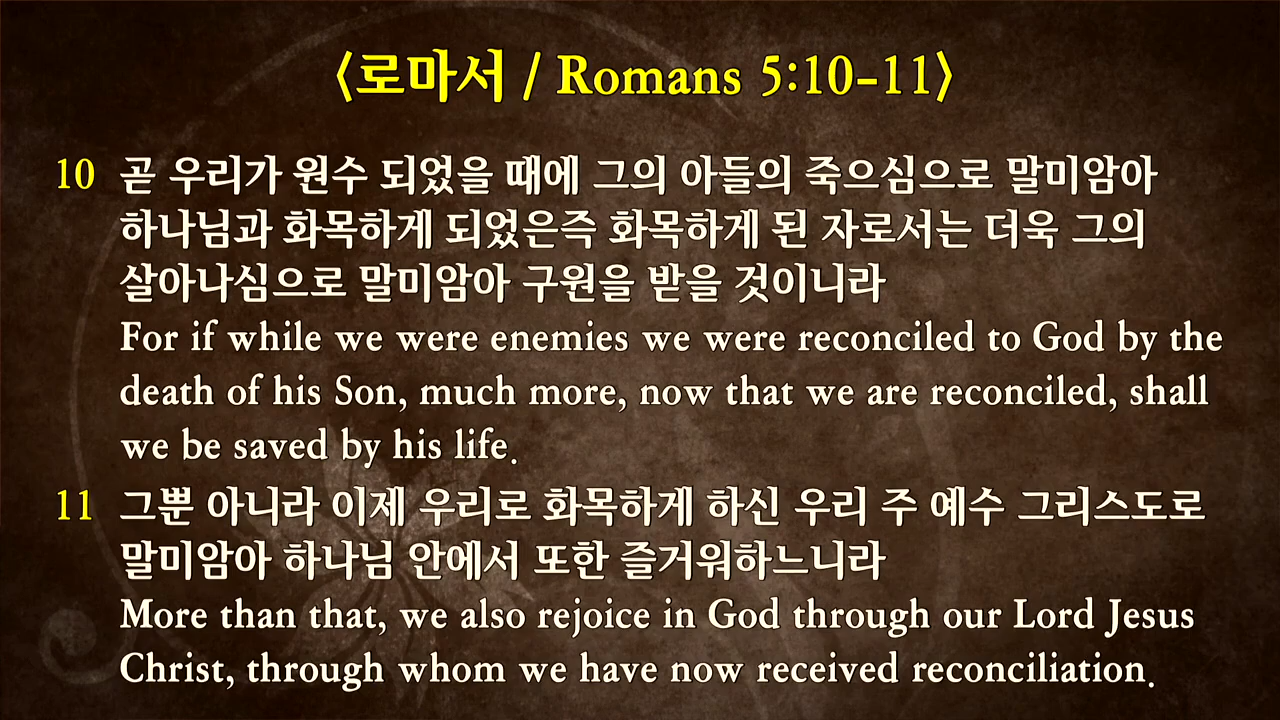 〈로마서 / Romans 5:10-11〉
10 곧 우리가 원수 되었을 때에 그의 아들의 죽으심으로 말미암아
하나님과 화목하게 되었은즉 화목하게 된 자로서는 더욱 그의
살아나심으로 말미암아 구원을 받을 것이니라
For if while we were enemies we were reconciled to God by the
death of his Son, much more, now that we are reconciled, shall
we be saved by his life.
11 그뿐 아니라 이제 우리로 화목하게 하신 우리 주 예수 그리스도로
말미암아 하나님 안에서 또한 즐거워하느니라
More than that, we also rejoice in God through our Lord Jesus
Christ, through whom we have now received reconciliation.